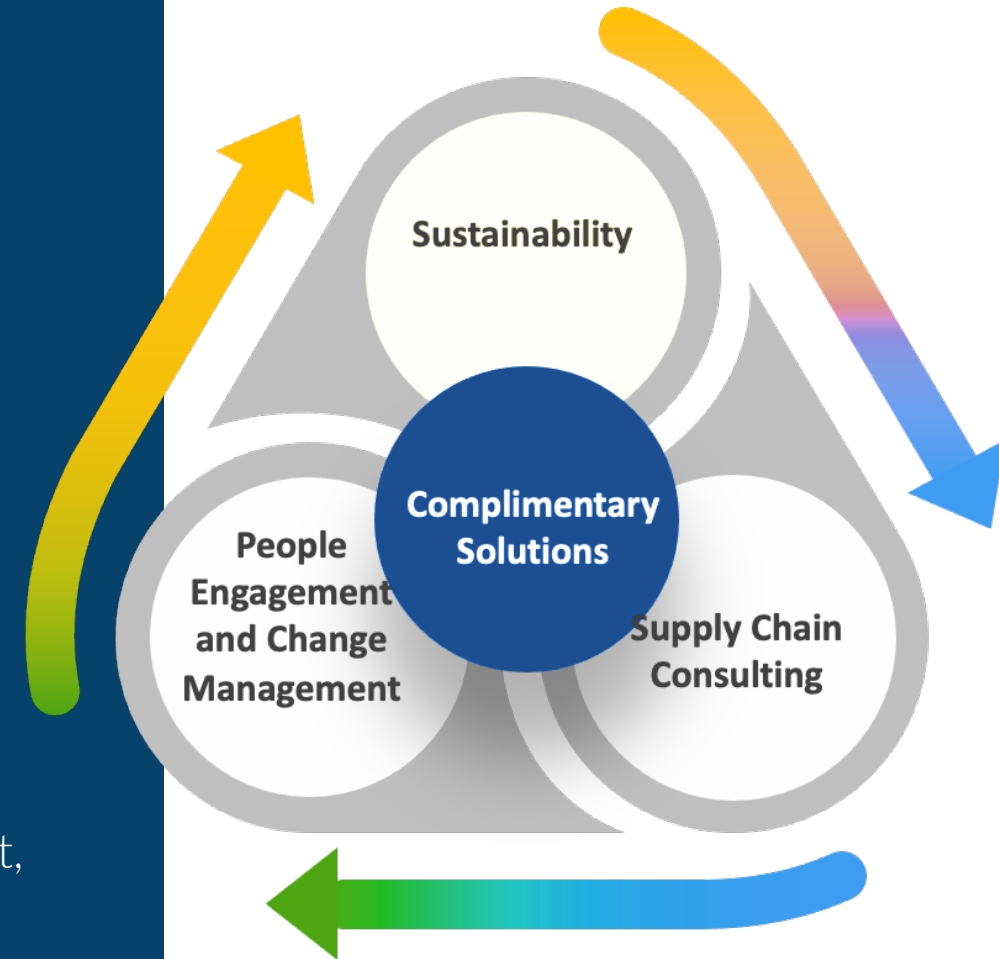 Sustainability
Complimentary
Solutions
People
Engagement
and Change
Management
Supply Chain
Consulting